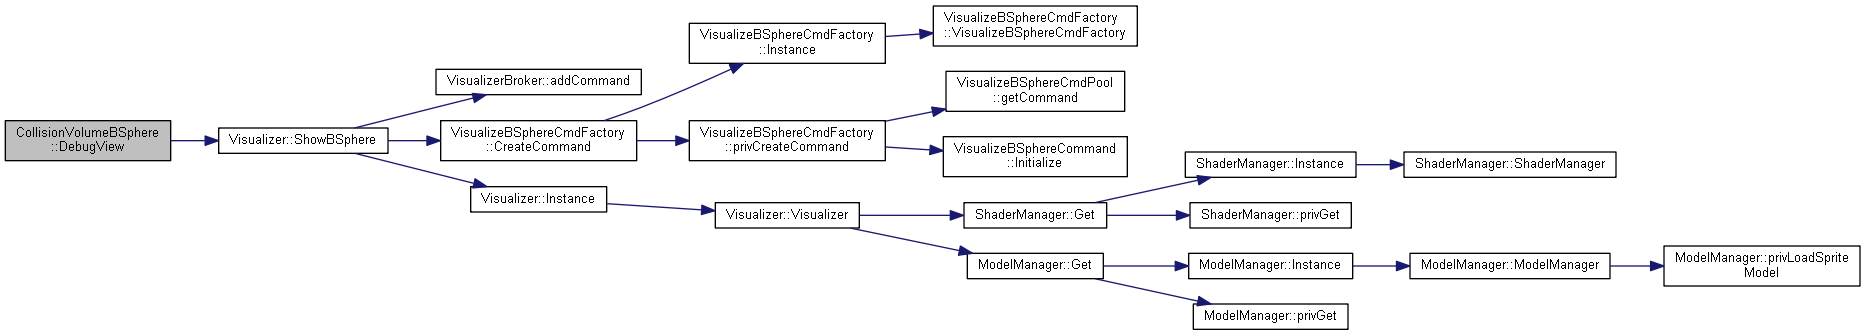 CollisionVolumeBSphere
::DebugView
Visualizer::ShowBSphere
VisualizerBroker::addCommand
VisualizeBSphereCmdFactory
::CreateCommand
Visualizer::Instance
VisualizeBSphereCmdFactory
::Instance
VisualizeBSphereCmdFactory
::privCreateCommand
Visualizer::Visualizer
VisualizeBSphereCmdFactory
::VisualizeBSphereCmdFactory
VisualizeBSphereCmdPool
::getCommand
VisualizeBSphereCommand
::Initialize
ShaderManager::Get
ModelManager::Get
ShaderManager::Instance
ShaderManager::privGet
ModelManager::Instance
ModelManager::privGet
ShaderManager::ShaderManager
ModelManager::ModelManager
ModelManager::privLoadSprite
Model